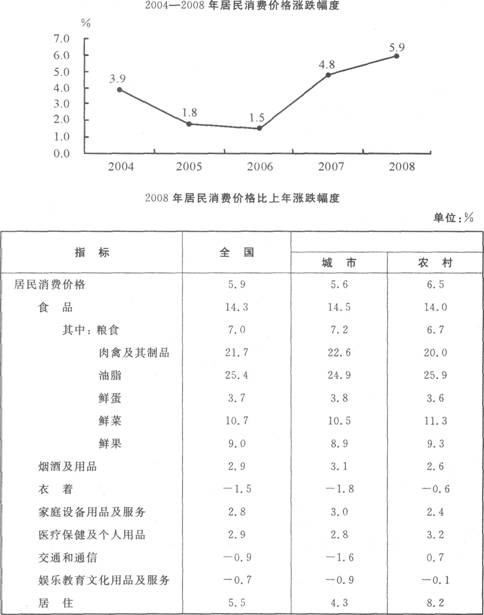 2004—2008 年居民消费价格涨跌幅度
%
7.0
6.0
5.0
4.0
3.0
2.0
1.0
0.0
3.9
1.8
1.5
4.8
5.9
2004 2005 2006 2007 2008
2008 年居民消费价格比上年涨跌幅度
单位:%
指 标 全 国 城 市 农 村
居民消费价格 5.9 5.6 6.5
食 品 14.3 14.5 14.0
其中:粮食 7.0 7.2 6.7
肉禽及其制品 21.7 22.6 20.0
油脂 25.4 24.9 25.9
鲜蛋 3.7 3.8 3.6
鲜菜 10.7 10.5 11.3
鲜果 9.0 8.9 9.3
烟酒及用品 2.9 3.1 2.6
衣 着 -1.5 -1.8 -0.6
家庭设备用品及服务 2.8 3.0 2.4
医疗保健及个人用品 2.9 2.8 3.2
交通和通信 -0.9 -1.6 0.7
娱乐教育文化用品及服务 -0.7 -0.9 -0.1
居 住 5.5 4.3 8.2